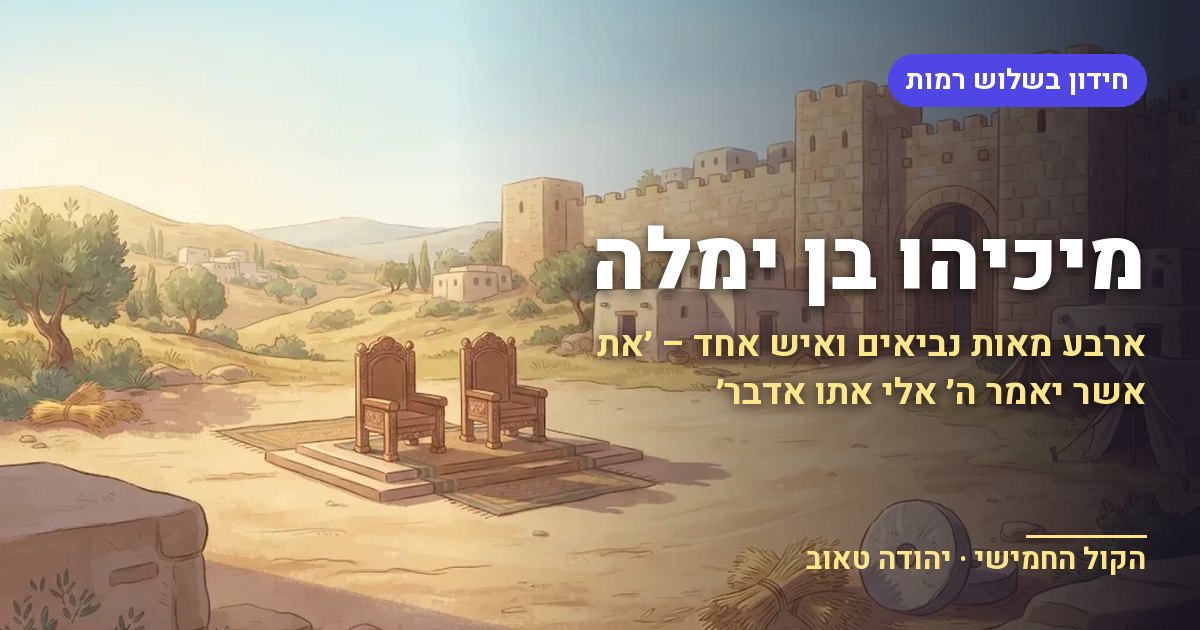 חידון בשלוש רמות
מיכיהו בן ימלה
ארבע מאות נביאים ואיש אחד – ׳את
אשר יאמר ה׳ אלי אתו אדבר׳
הקול החמישי · יהודה טאוב